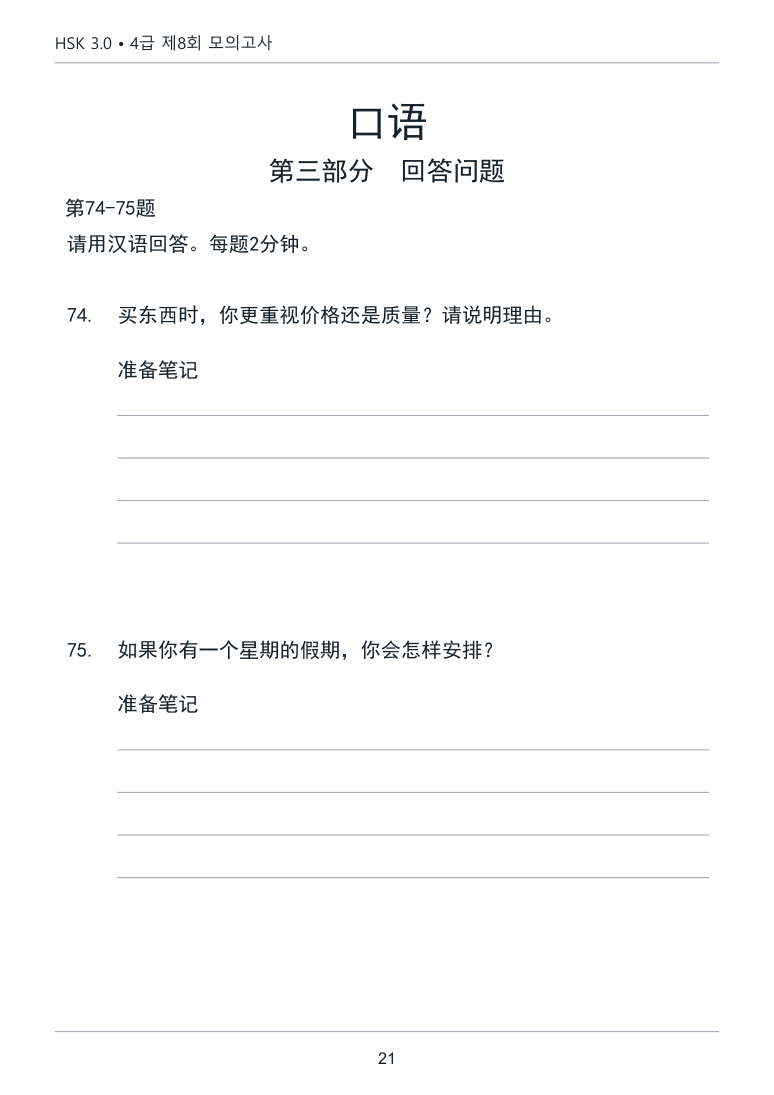 HSK 3.0 • 4급 제8회 모의고사
口语
第三部分　回答问题
第74-75题
请用汉语回答。每题2分钟。
74. 买东西时，你更重视价格还是质量？请说明理由。
准备笔记
75. 如果你有一个星期的假期，你会怎样安排？
准备笔记
21